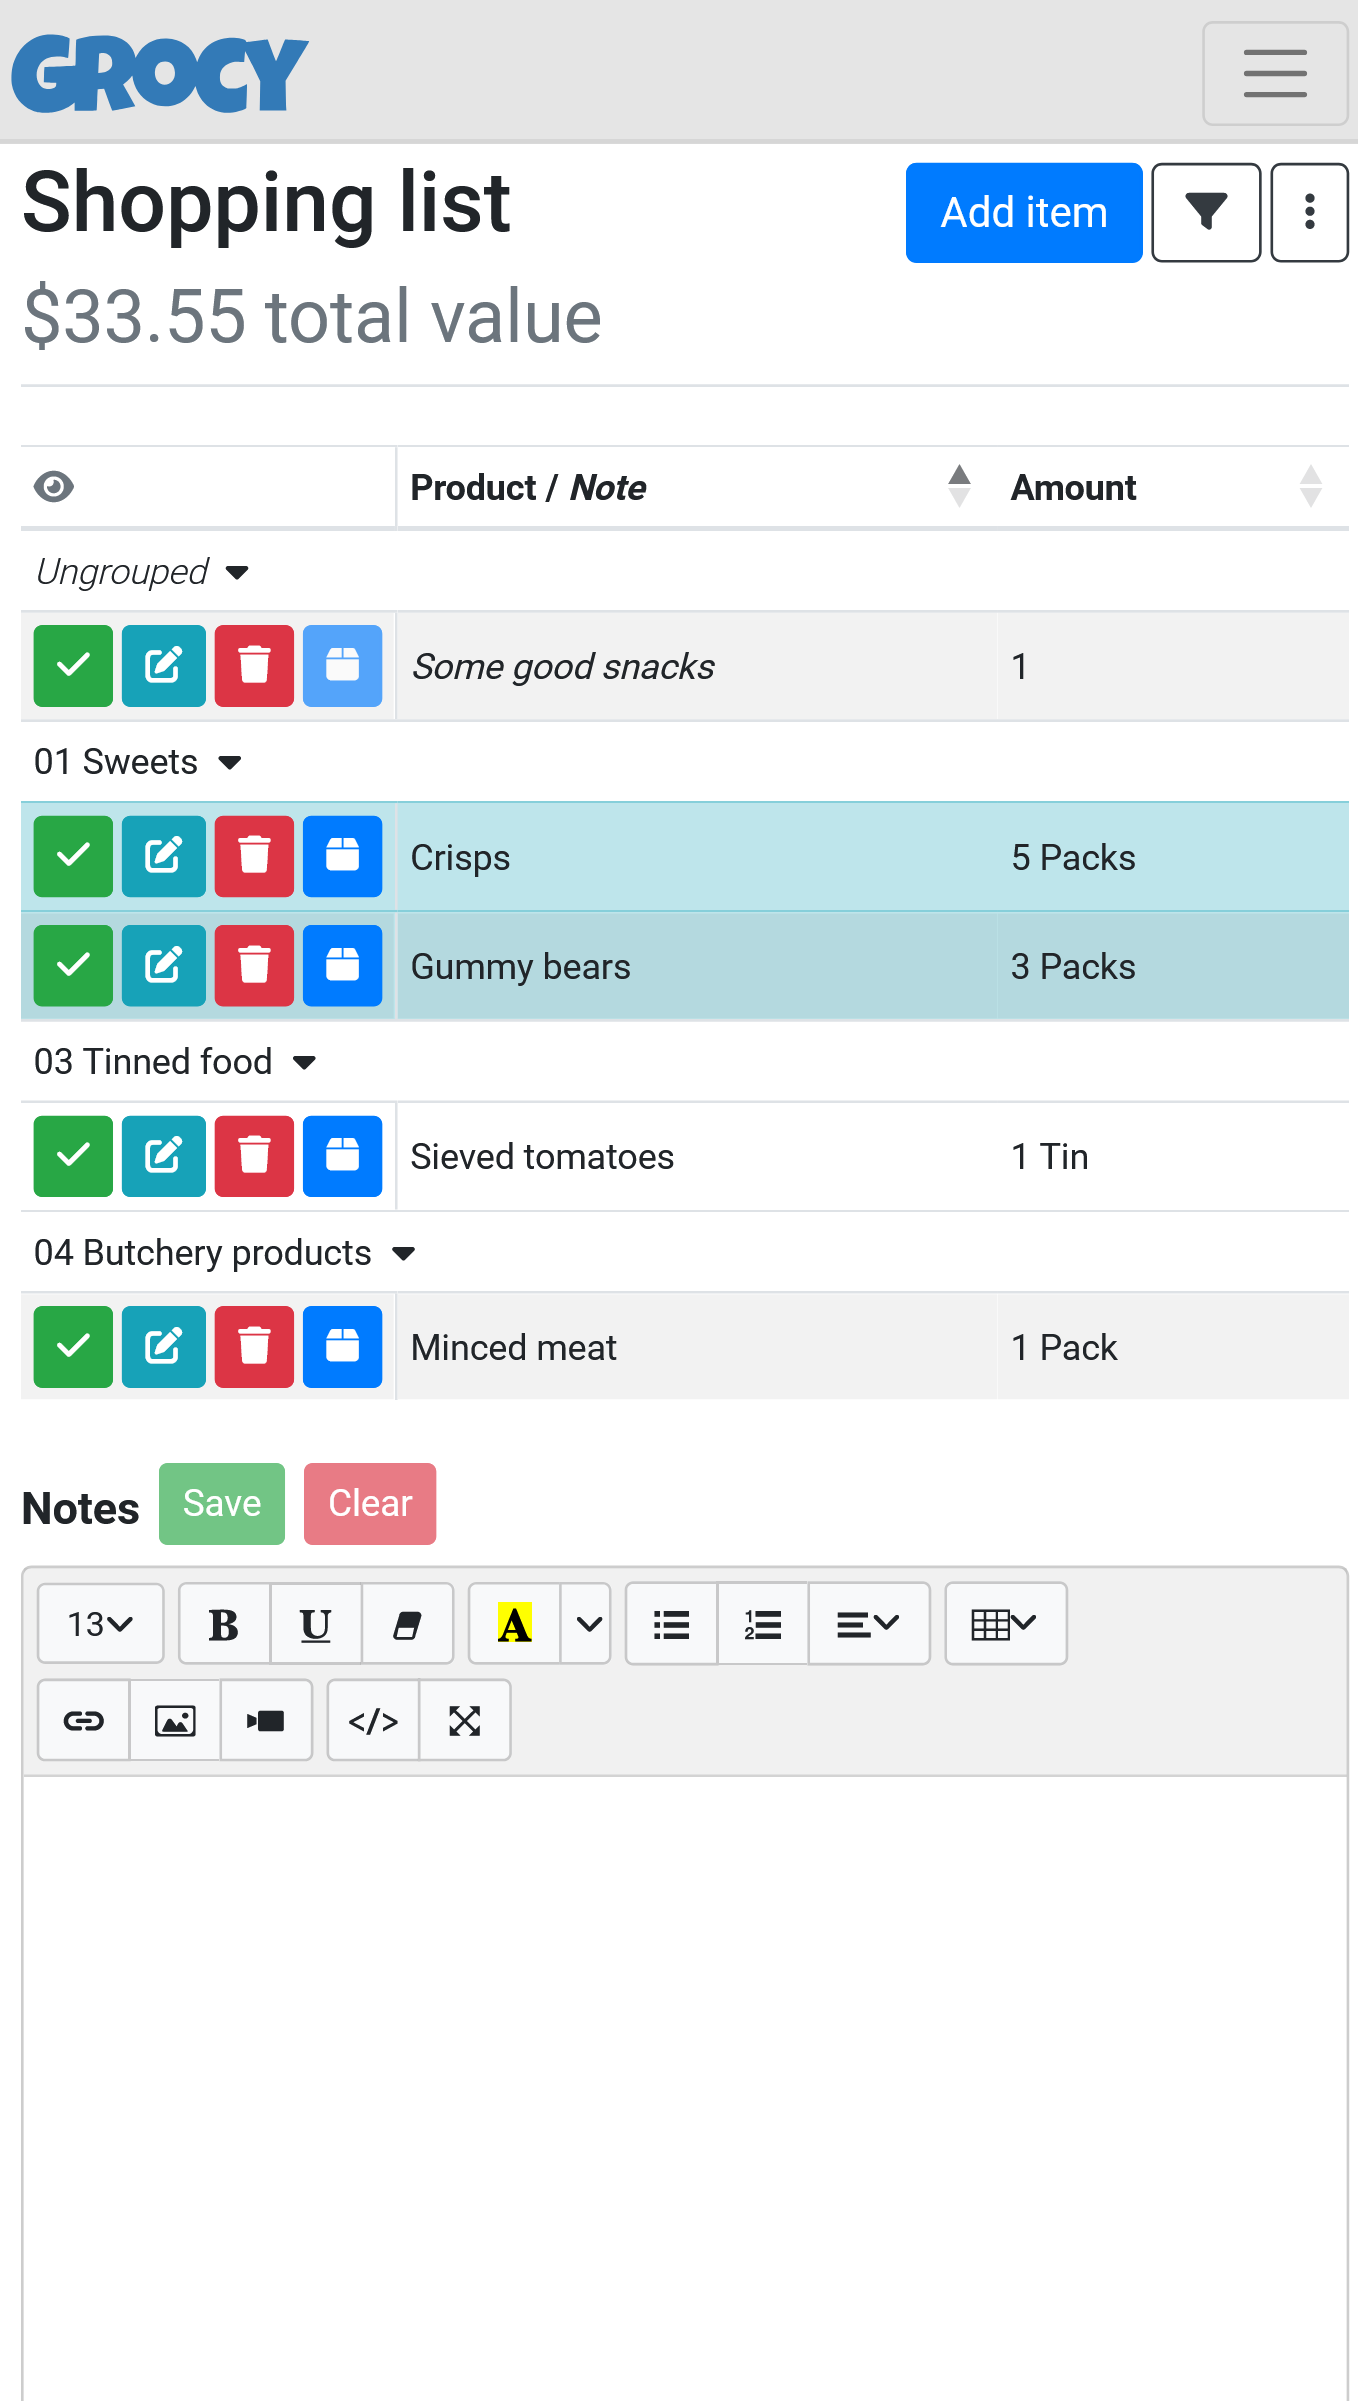 GROCY
Shopping list
Add item
$33.55 total value
Product / Note Amount
Ungrouped
Some good snacks 1
01 Sweets
Crisps 5 Packs
Gummy bears 3 Packs
03 Tinned food
Sieved tomatoes 1 Tin
04 Butchery products
Minced meat 1 Pack
Notes Save Clear
13 B U A
</>